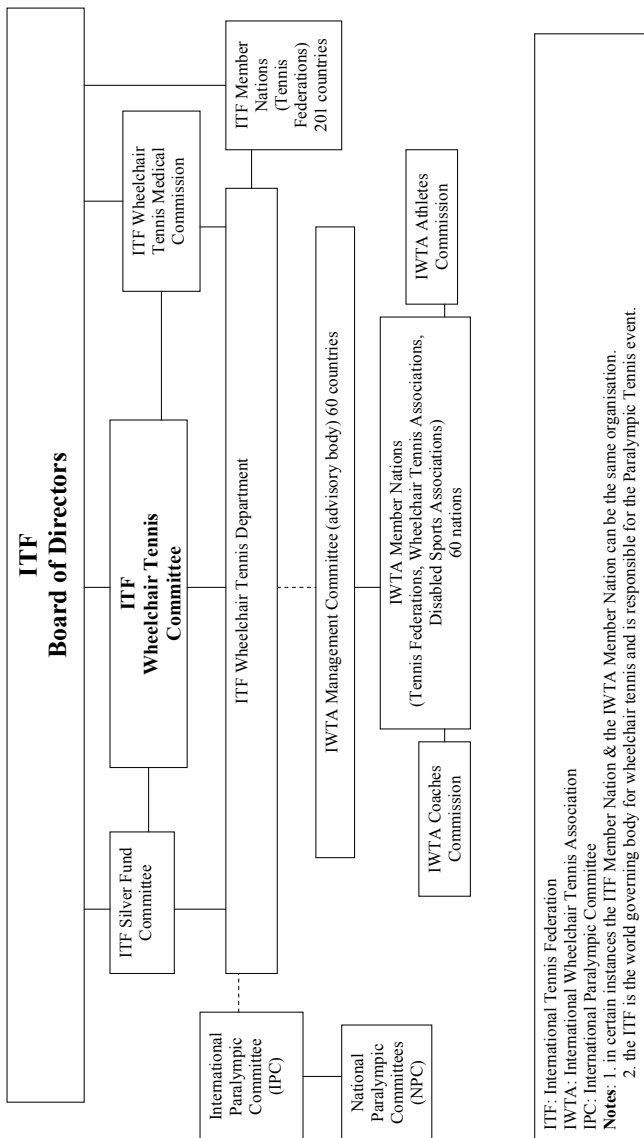 ITF
Board of Directors
ITF Silver Fund
Committee
ITF
Wheelchair Tennis
Committee
ITF Wheelchair
Tennis Medical
Commission
International
Paralympic
Committee
(IPC)
ITF Wheelchair Tennis Department
ITF Member
Nations
(Tennis
Federations)
201 countries
National
Paralympic
Committees
(NPC)
IWTA Management Committee (advisory body) 60 countries
IWTA Coaches
Commission
IWTA Member Nations
(Tennis Federations, Wheelchair Tennis Associations,
Disabled Sports Associations)
60 nations
IWTA Athletes
Commission
ITF: International Tennis Federation
IWTA: International Wheelchair Tennis Association
IPC: International Paralympic Committee
Notes: 1. in certain instances the ITF Member Nation & the IWTA Member Nation can be the same organisation.
2. the ITF is the world governing body for wheelchair tennis and is responsible for the Paralympic Tennis event.